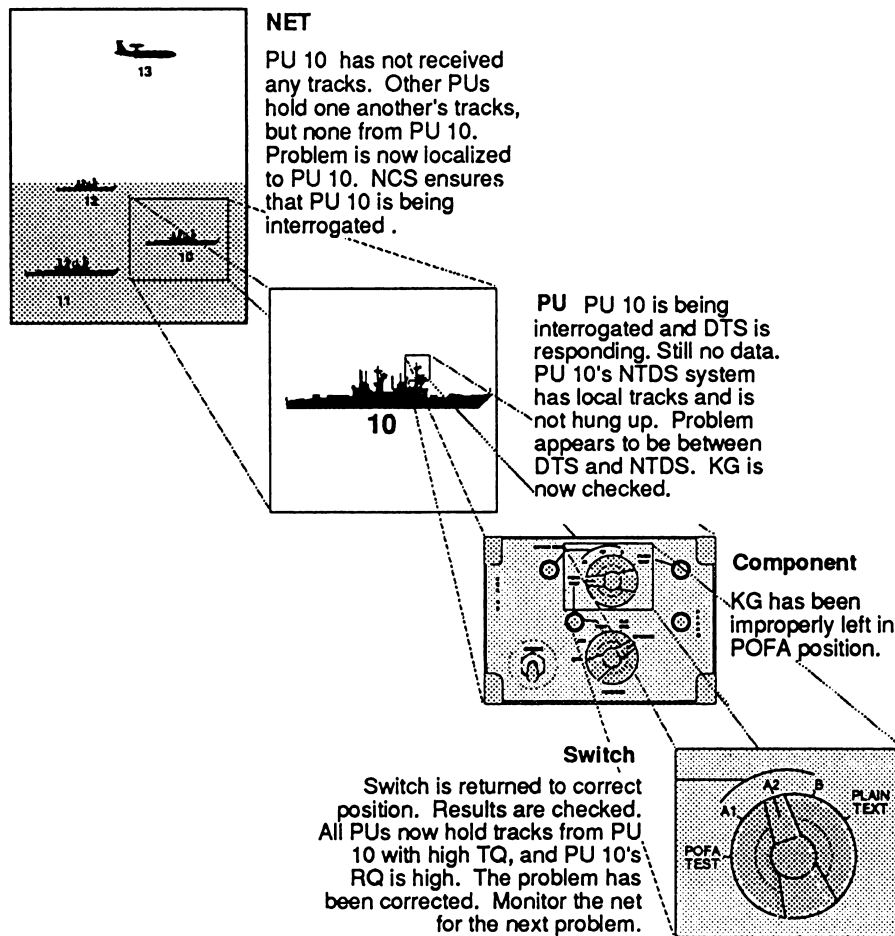 NET
PU 10 has not received
any tracks. Other PUs
hold one another's tracks,
but none from PU 10.
Problem is now localized
to PU 10. NCS ensures
that PU 10 is being
interrogated .
13
12
10
11
PU PU 10 is being
interrogated and DTS is
responding. Still no data.
PU 10's NTDS system
has local tracks and is
not hung up. Problem
appears to be between
DTS and NTDS. KG is
now checked.
10
Component
KG has been
improperly left in
POFA position.
Switch
Switch is returned to correct
position. Results are checked.
All PUs now hold tracks from PU
10 with high TQ, and PU 10's
RQ is high. The problem has
been corrected. Monitor the net
for the next problem.
A1
A2
B
PLAIN
TEXT
POFA
TEST